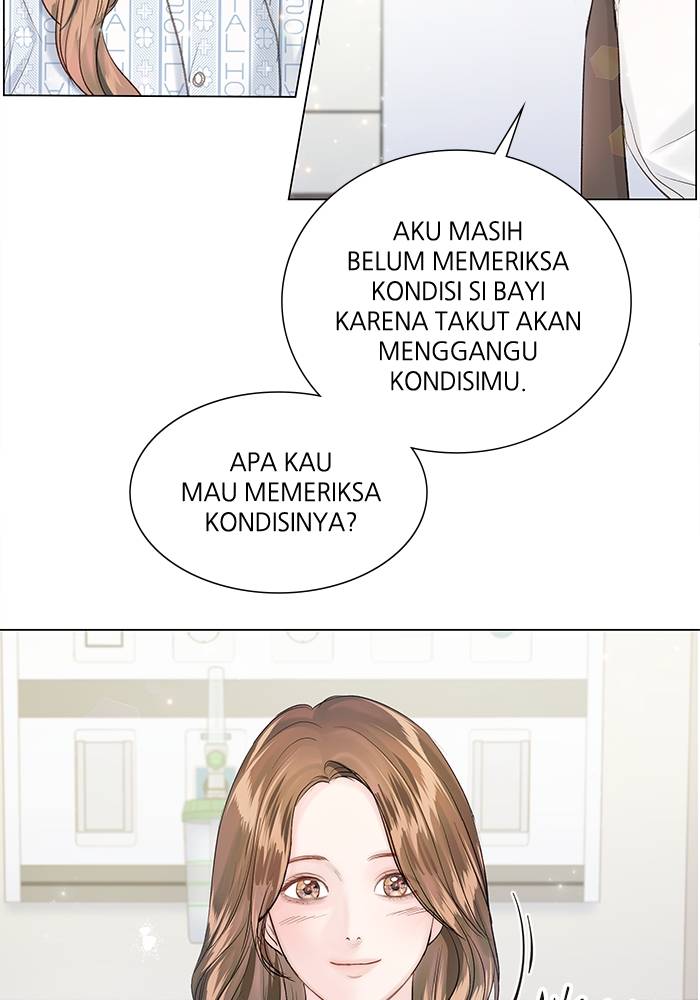 AKU MASIH
BELUM MEMERIKSA
KONDISI SI BAYI
KARENA TAKUT AKAN
MENGGANGU
KONDISIMU.
APA KAU
MAU MEMERIKSA
KONDISINYA?